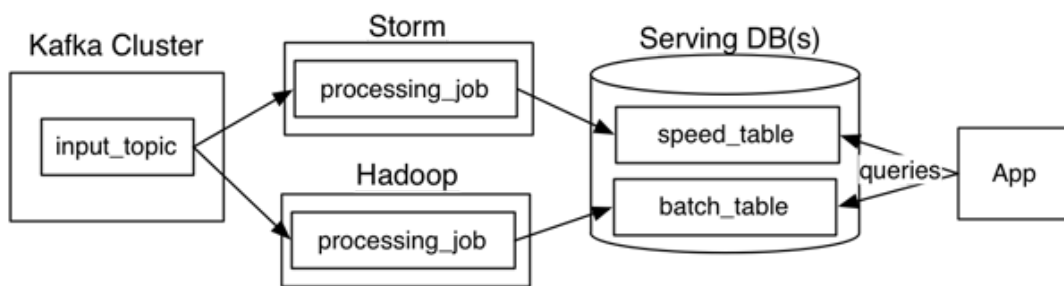 Kafka Cluster
input_topic
Storm
processing_job
Hadoop
processing_job
Serving DB(s)
speed_table
batch_table
queries
App